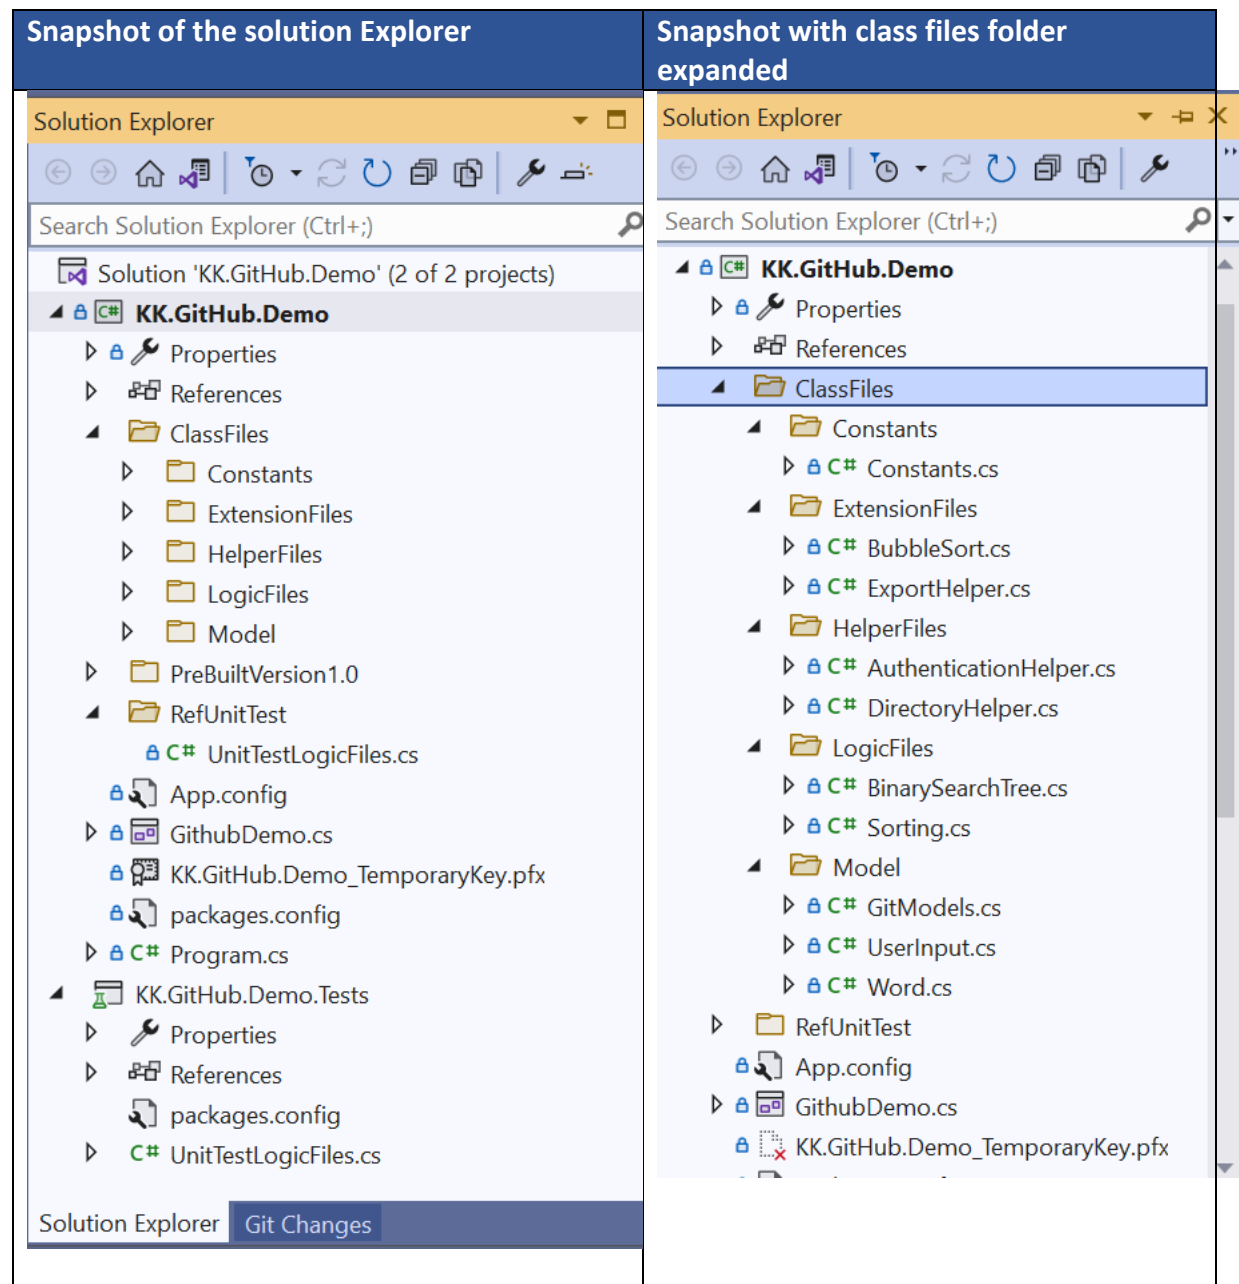 Snapshot of the solution Explorer
Solution Explorer
Search Solution Explorer (Ctrl+;)
Solution 'KK.GitHub.Demo' (2 of 2 projects)
C# KK.GitHub.Demo
Properties
References
ClassFiles
Constants
ExtensionFiles
HelperFiles
LogicFiles
Model
PreBuiltVersion1.0
RefUnitTest
C# UnitTestLogicFiles.cs
App.config
GithubDemo.cs
KK.GitHub.Demo_TemporaryKey.pfx
packages.config
C# Program.cs
KK.GitHub.Demo.Tests
Properties
References
packages.config
C# UnitTestLogicFiles.cs
Solution Explorer Git Changes
Snapshot with class files folder
expanded
Solution Explorer
Search Solution Explorer (Ctrl+;)
C# KK.GitHub.Demo
Properties
References
ClassFiles
Constants
C# Constants.cs
ExtensionFiles
C# BubbleSort.cs
C# ExportHelper.cs
HelperFiles
C# AuthenticationHelper.cs
C# DirectoryHelper.cs
LogicFiles
C# BinarySearchTree.cs
C# Sorting.cs
Model
C# GitModels.cs
C# UserInput.cs
C# Word.cs
RefUnitTest
App.config
GithubDemo.cs
KK.GitHub.Demo_TemporaryKey.pfx